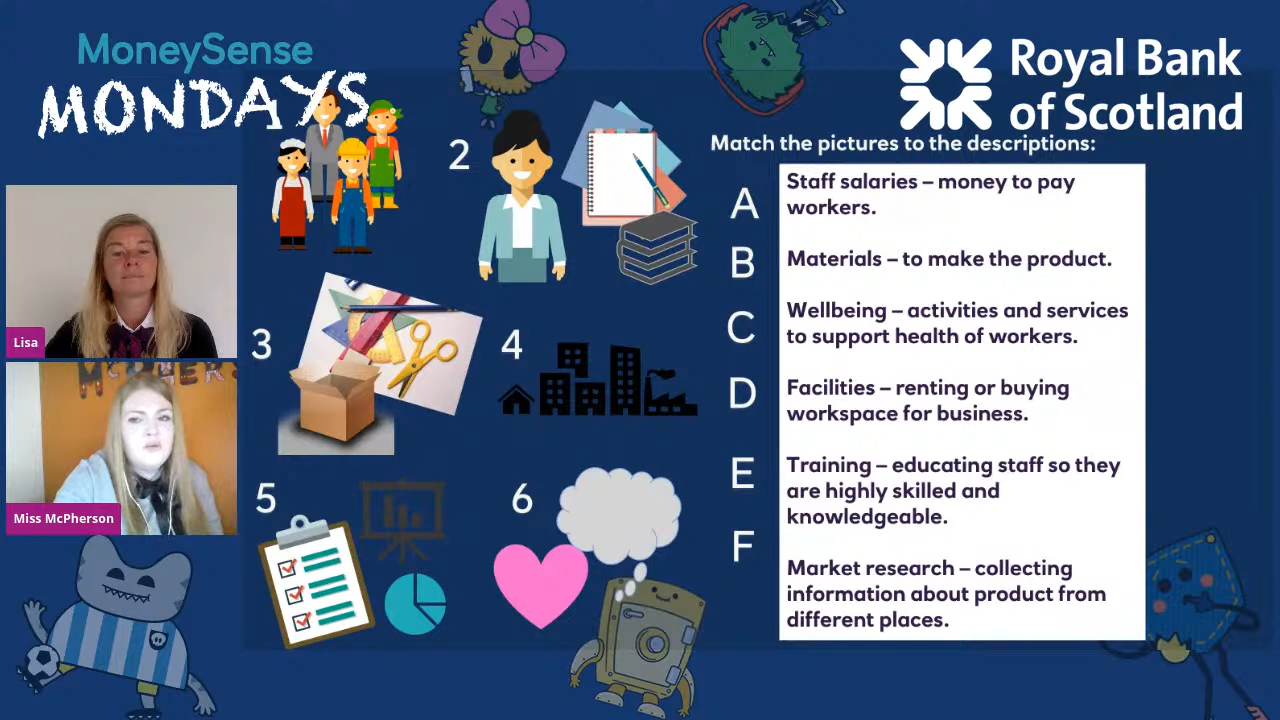 MoneySense
MONDAYS
Royal Bank
of Scotland
Match the pictures to the descriptions:
2
3
4
5
6
Lisa
Miss McPherson
A
B
C
D
E
F
Staff salaries – money to pay
workers.
Materials – to make the product.
Wellbeing – activities and services
to support health of workers.
Facilities – renting or buying
workspace for business.
Training – educating staff so they
are highly skilled and
knowledgeable.
Market research – collecting
information about product from
different places.